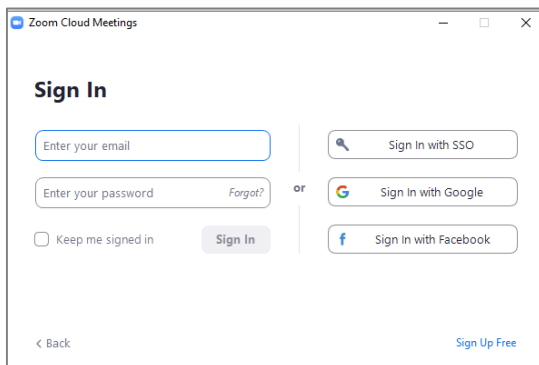 Zoom Cloud Meetings
Sign In
Enter your email
Enter your password Forgot?
Keep me signed in Sign In
or
Sign In with SSO
Sign In with Google
Sign In with Facebook
Back
Sign Up Free